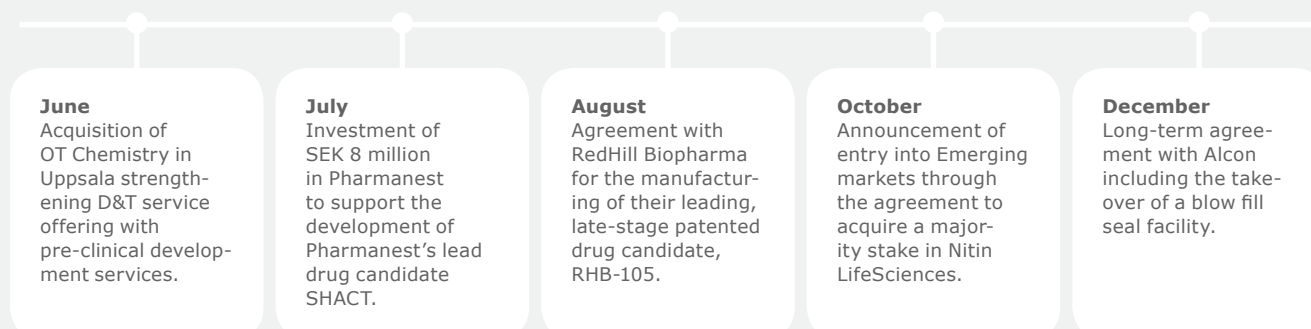 June
Acquisition of
OT Chemistry in
Uppsala strength-
ening D&T service
offering with
pre-clinical develop-
ment services.
July
Investment of
SEK 8 million
in Pharmanest
to support the
development of
Pharmanest’s lead
drug candidate
SHACT.
August
Agreement with
RedHill Biopharma
for the manufactur-
ing of their leading,
late-stage patented
drug candidate,
RHB-105.
October
Announcement of
entry into Emerging
markets through
the agreement to
acquire a major-
ity stake in Nitin
LifeSciences.
December
Long-term agree-
ment with Alcon
including the take-
over of a blow fill
seal facility.